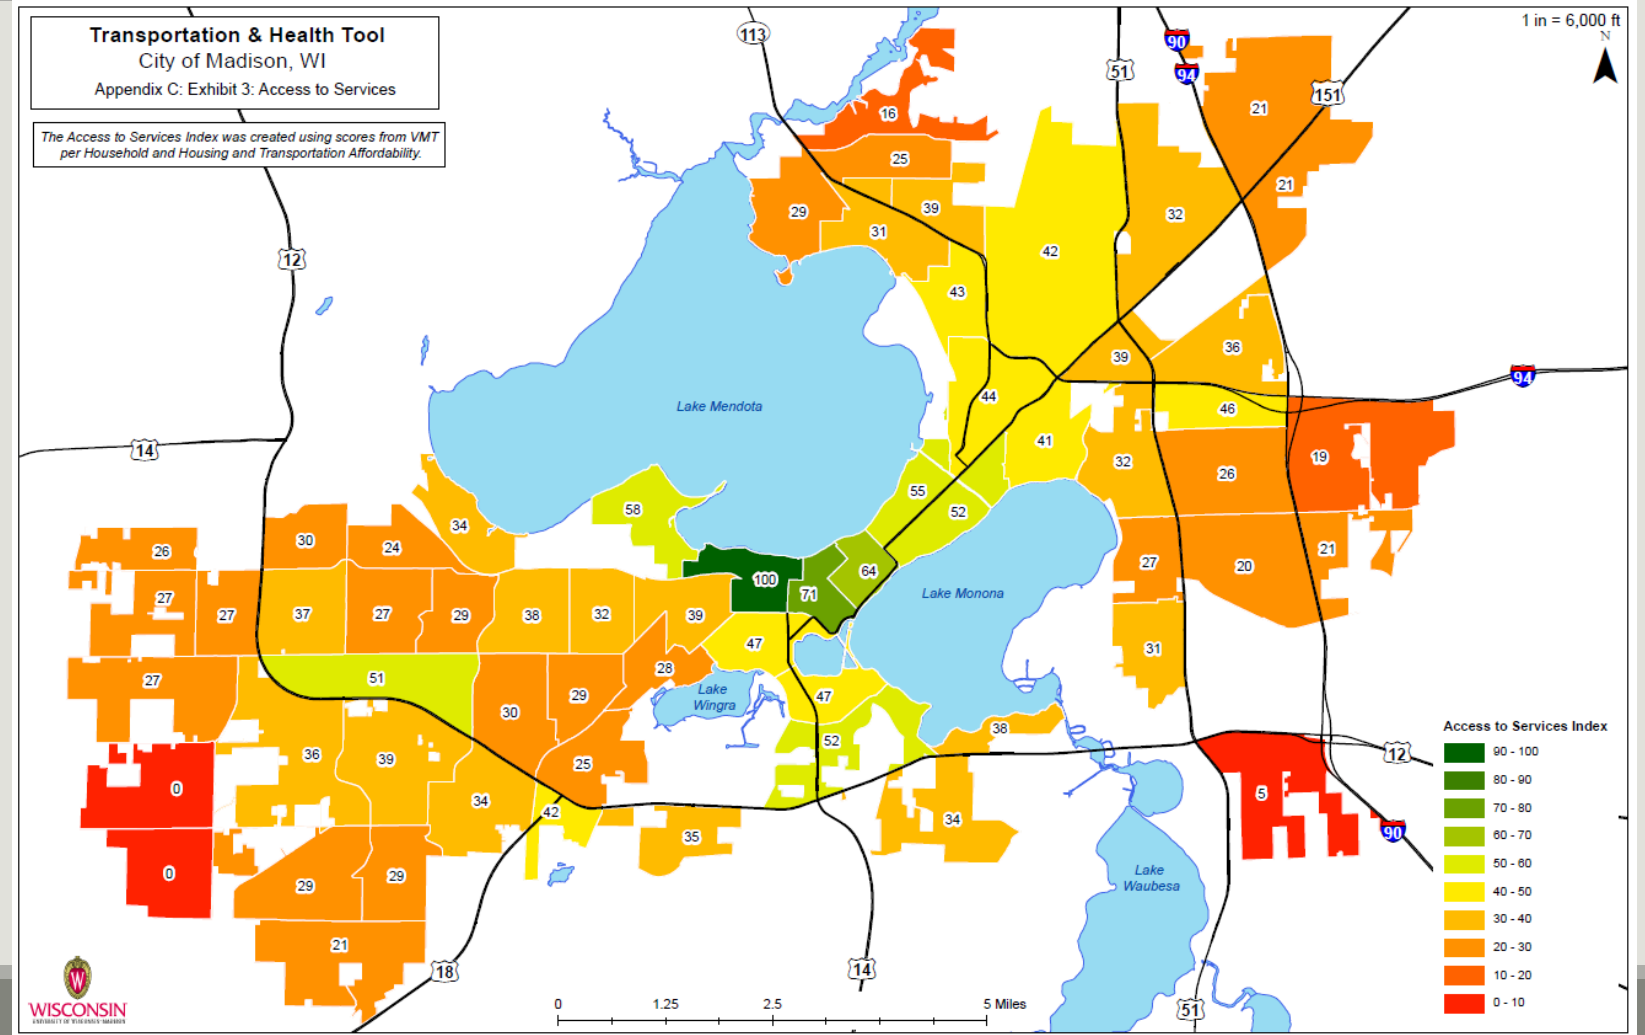 Transportation & Health Tool
City of Madison, WI
Appendix C: Exhibit 3: Access to Services
The Access to Services Index was created using scores from VMT
per Household and Housing and Transportation Affordability.
1 in = 6,000 ft
N
113
51
90
94
151
16
21
25
21
29
39
32
31
42
12
43
36
39
94
Lake Mendota
44
46
14
41
32
19
26
55
58
52
34
30
24
26
21
27
20
64
100
71
Lake Monona
27
27
37
27
29
38
32
39
47
31
28
51
27
29
Lake
Wingra
47
30
38
52
36
39
25
12
0
34
42
5
34
35
90
0
29
29
Lake
Waubesa
21
18
14
51
Access to Services Index
90 - 100
80 - 90
70 - 80
60 - 70
50 - 60
40 - 50
30 - 40
20 - 30
10 - 20
0 - 10
0 1.25 2.5 5 Miles
W
WISCONSIN
UNIVERSITY OF WISCONSIN-MADISON